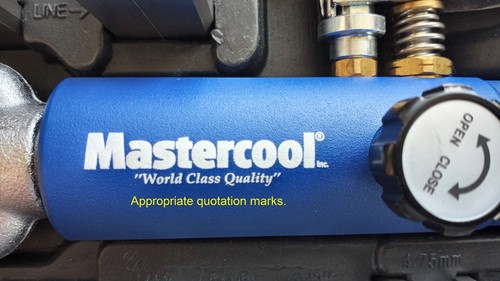 LINE
Mastercool® Inc.
"World Class Quality"
Appropriate quotation marks.
OPEN
CLOSE